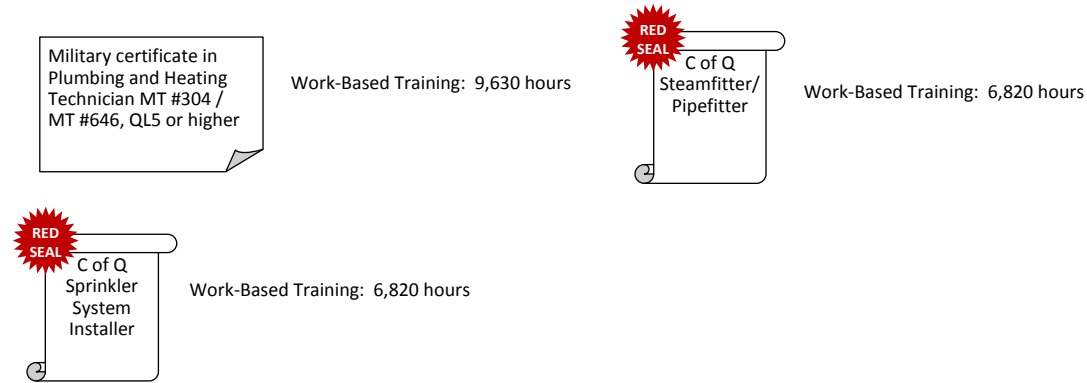 Military certificate in
Plumbing and Heating
Technician MT #304 /
MT #646, QL5 or higher
Work-Based Training: 9,630 hours
RED
SEAL
C of Q
Steamfitter/
Pipefitter
Work-Based Training: 6,820 hours
RED
SEAL
C of Q
Sprinkler
System
Installer
Work-Based Training: 6,820 hours